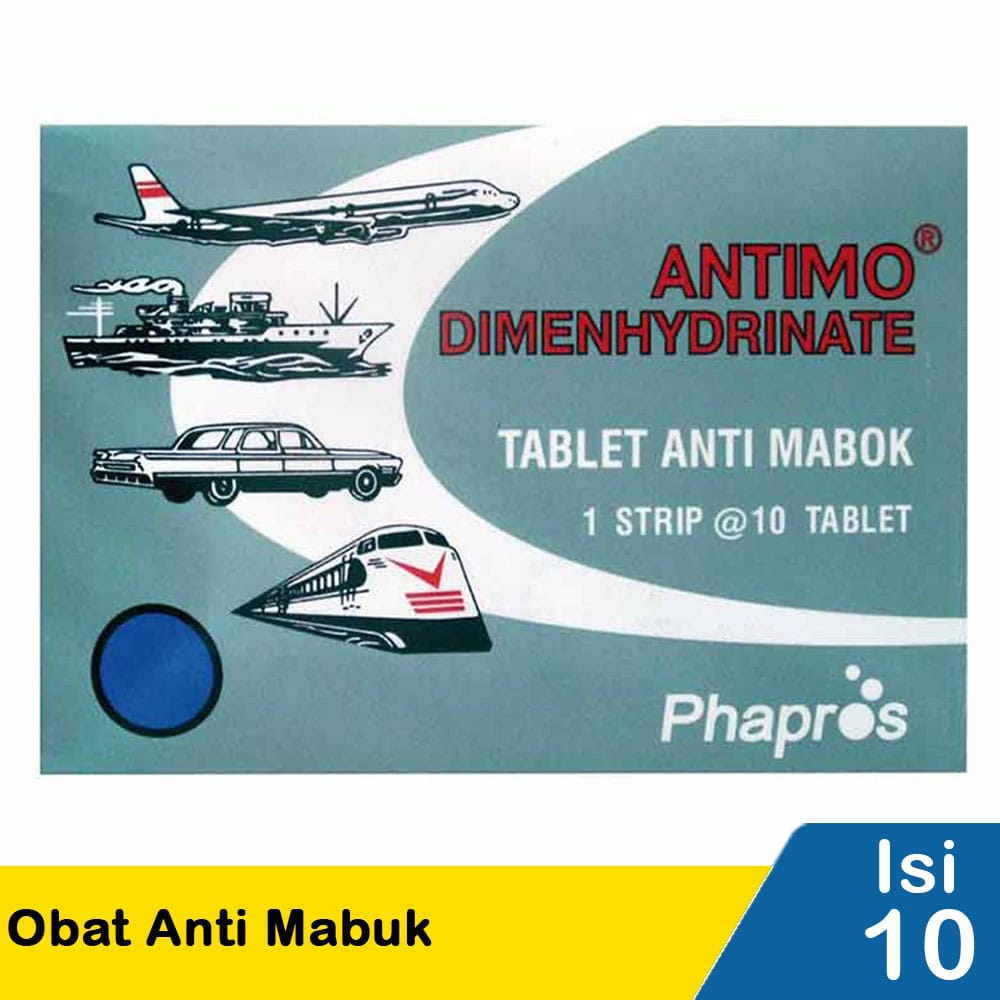 ANTIMO®
DIMENHYDRINATE
TABLET ANTI MABOK
1 STRIP @ 10 TABLET
Phapros
Obat Anti Mabuk
Isi
10